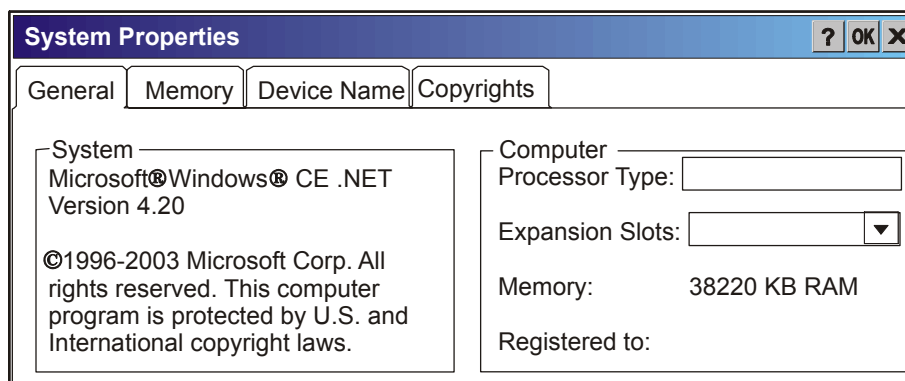 System Properties
? OK X
General Memory Device Name Copyrights
System
Microsoft®Windows® CE .NET
Version 4.20
©1996-2003 Microsoft Corp. All
rights reserved. This computer
program is protected by U.S. and
International copyright laws.
Computer
Processor Type:
Expansion Slots:
Memory: 38220 KB RAM
Registered to: